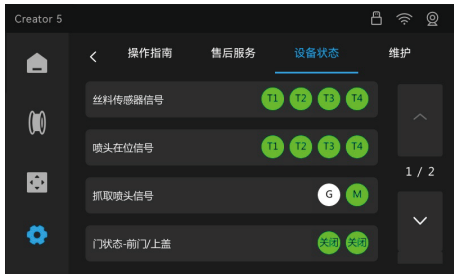 Creator 5
操作指南 售后服务 设备状态 维护
丝料传感器信号 T1 T2 T3 T4
喷头在位信号 T1 T2 T3 T4
1 / 2
抓取喷头信号 G M
门状态-前门/上盖 关闭 关闭